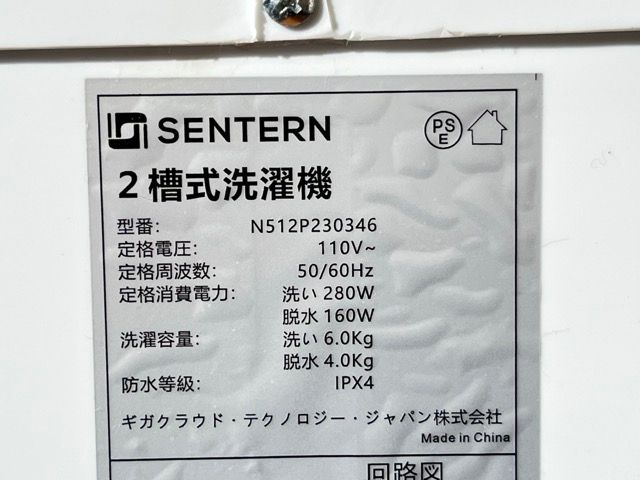 SENTERN
PS
E
2槽式洗濯機
型番: N512P230346
定格電圧: 110V~
定格周波数: 50/60Hz
定格消費電力: 洗い 280W
脱水 160W
洗濯容量: 洗い 6.0Kg
脱水 4.0Kg
防水等級: IPX4
ギガクラウド・テクノロジー・ジャパン株式会社
Made in China
回路図